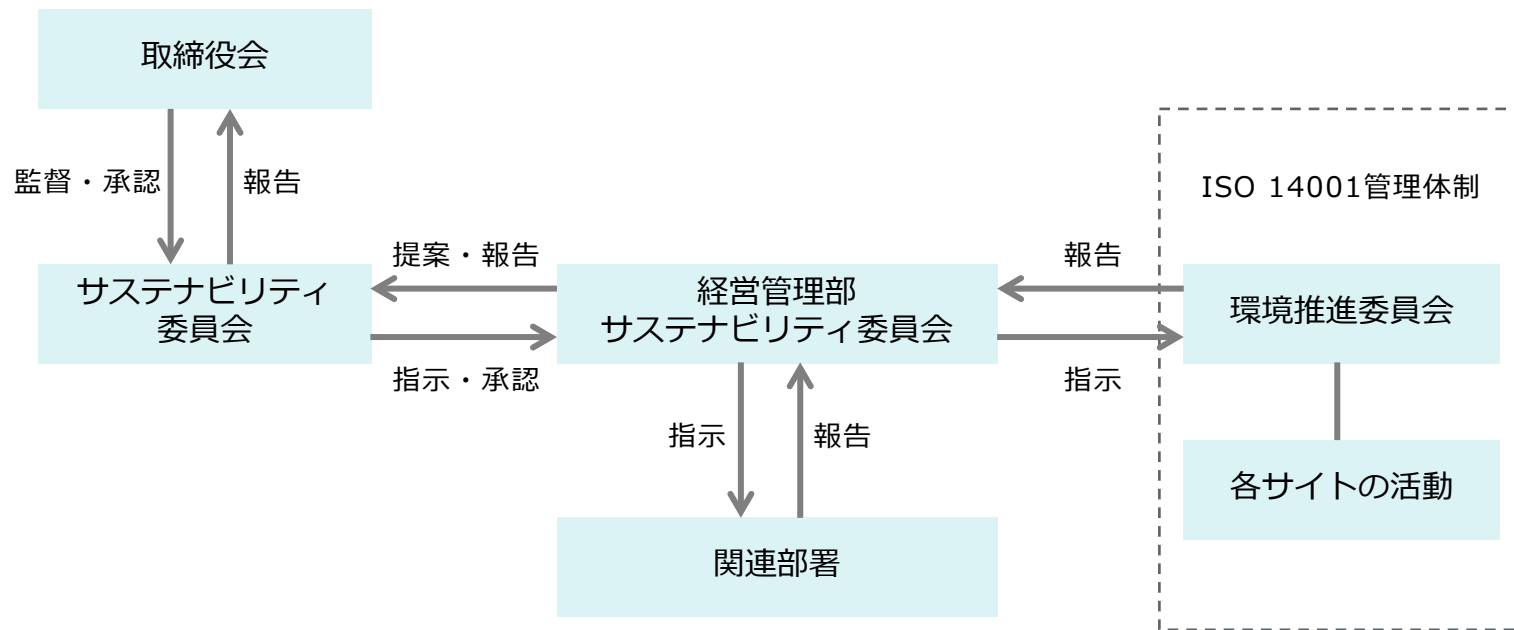 取締役会
監督・承認
報告
ISO 14001管理体制
提案・報告
報告
サステナビリティ
委員会
経営管理部
サステナビリティ委員会
環境推進委員会
指示・承認
指示
指示
報告
各サイトの活動
関連部署